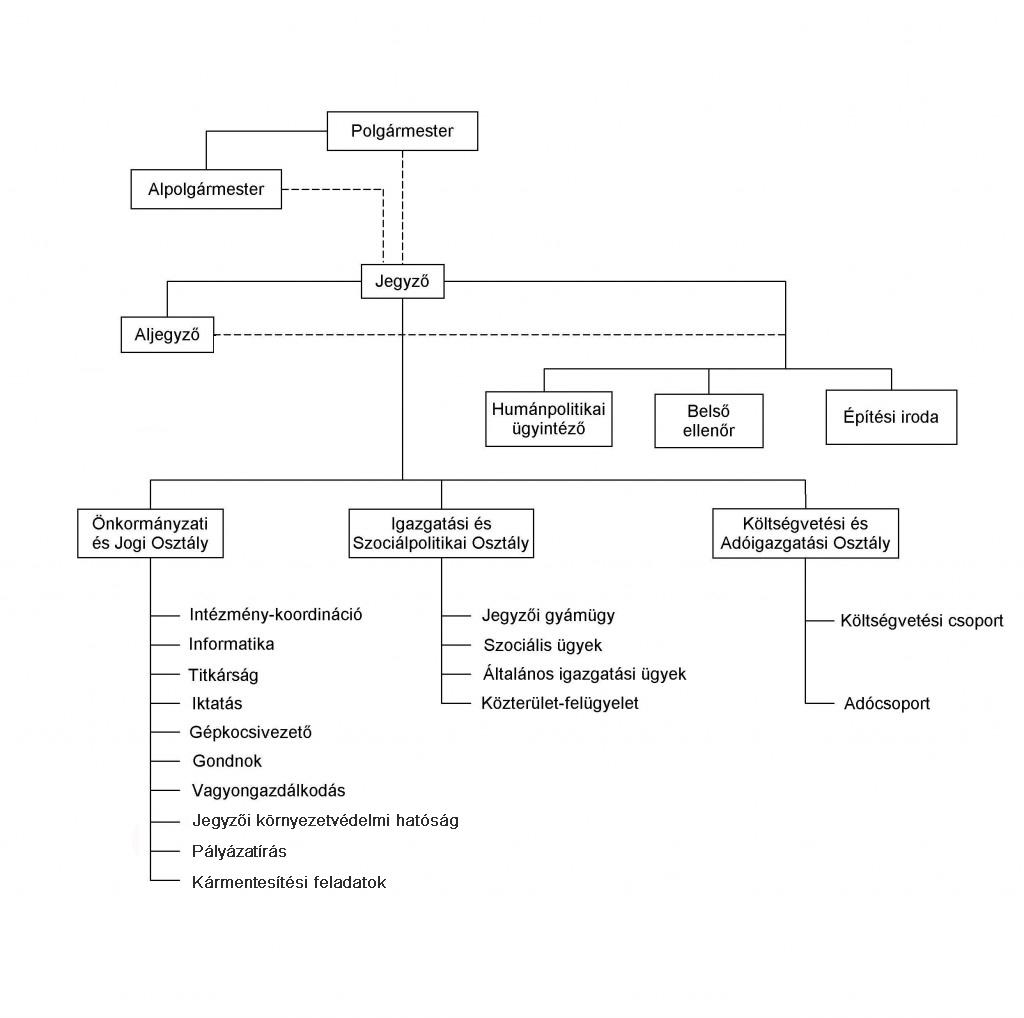 Polgármester
Alpolgármester
Jegyző
Aljegyző
Humánpolitikai
ügyintéző
Belső
ellenőr
Építési iroda
Önkormányzati
és Jogi Osztály
Igazgatási és
Szociálpolitikai Osztály
Költségvetési és
Adóigazgatási Osztály
Intézmény-koordináció
Informatika
Titkárság
Iktatás
Gépkocsivezető
Gondnok
Vagyongazdálkodás
Jegyzői környezetvédelmi hatóság
Pályázatírás
Kármentesítési feladatok
Jegyzői gyámügy
Szociális ügyek
Általános igazgatási ügyek
Közterület-felügyelet
Költségvetési csoport
Adócsoport